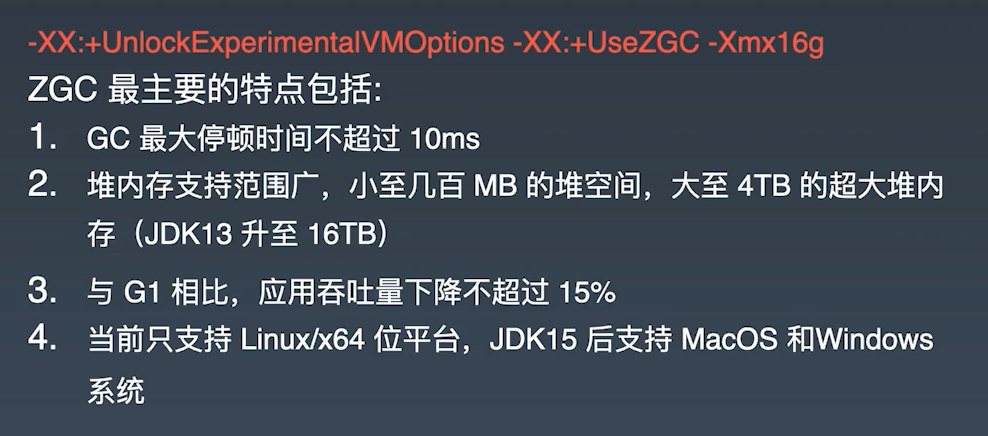 -XX:+UnlockExperimentalVMOptions -XX:+UseZGC -Xmx16g
ZGC 最主要的特点包括:
1. GC 最大停顿时间不超过 10ms
2. 堆内存支持范围广，小至几百 MB 的堆空间，大至 4TB 的超大堆内
存（JDK13 升至 16TB）
3. 与 G1 相比，应用吞吐量下降不超过 15%
4. 当前只支持 Linux/x64 位平台，JDK15 后支持 MacOS 和Windows
系统